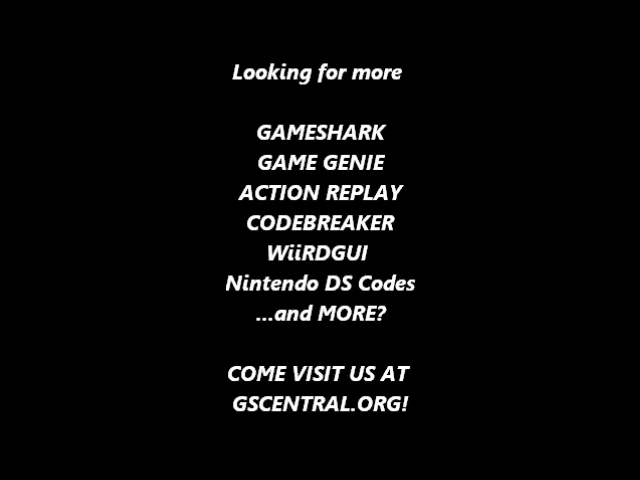 Looking for more
GAMESHARK
GAME GENIE
ACTION REPLAY
CODEBREAKER
WiiRDGUI
Nintendo DS Codes
...and MORE?
COME VISIT US AT
GSCENTRAL.ORG!